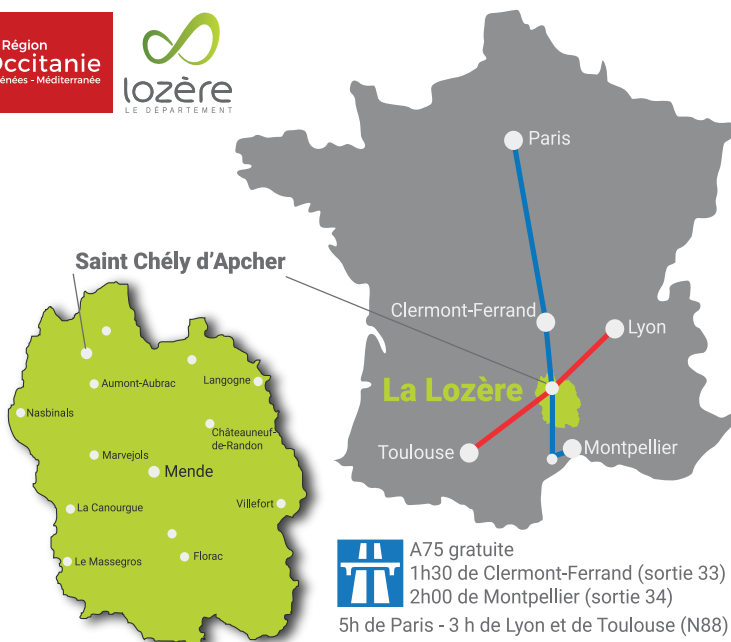 Région
Occitanie
énées - Méditerranée
lozère
LE DÉPARTEMENT
Paris
Saint Chély d'Apcher
Clermont-Ferrand
Lyon
La Lozère
Toulouse
Montpellier
Aumont-Aubrac
Langogne
Nasbinals
Châteauneuf-
de-Randon
Marvejols
Mende
La Canourgue
Villefort
Le Massegros
Florac
A75 gratuite
1h30 de Clermont-Ferrand (sortie 33)
2h00 de Montpellier (sortie 34)
5h de Paris - 3 h de Lyon et de Toulouse (N88)